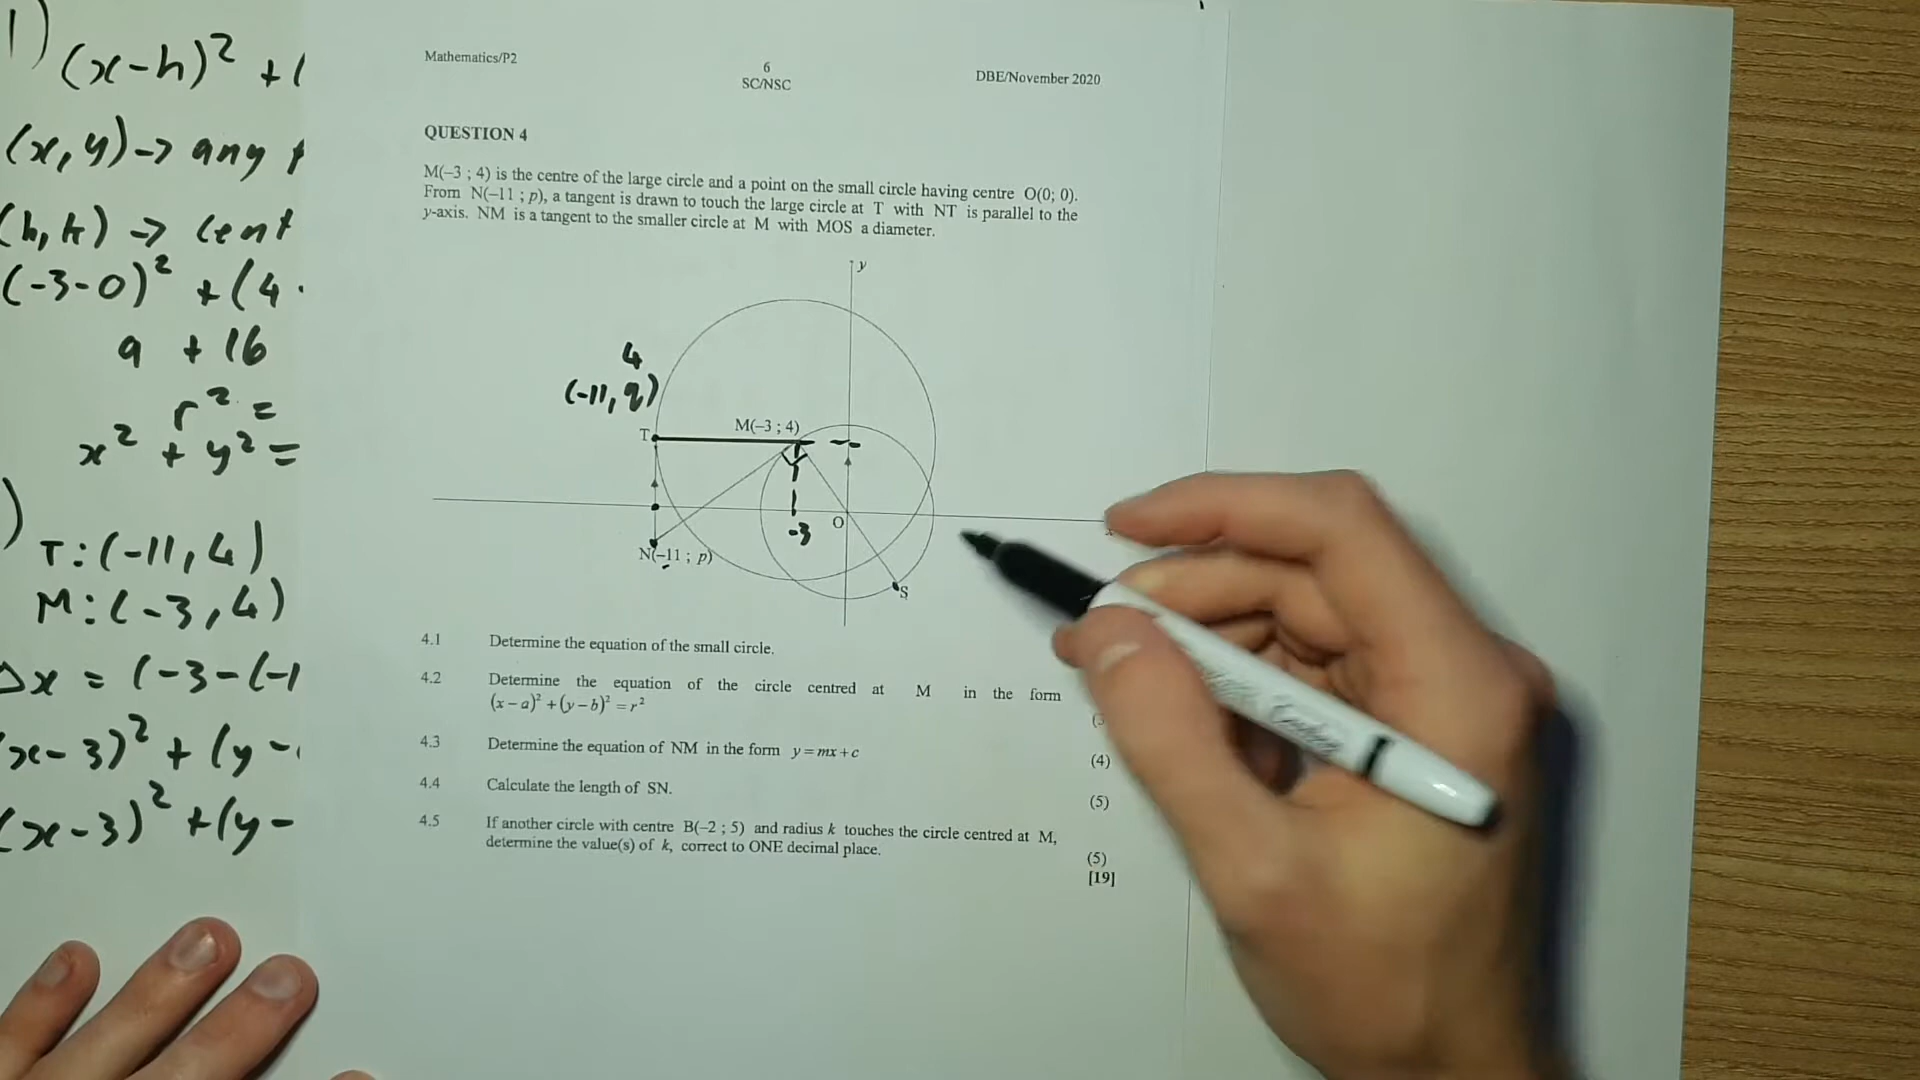 1)
(x-h)² + (
(x, y) -> any
(h, k) -> cent
(-3-0)² + (4
9 + 16
r² =
x² + y² =
)
T: (-11, 4)
M: (-3, 4)
Δx = (-3-(-1
(x-3)² + (y-
(x-3)² + (y-
Mathematics/P2
6
SC/NSC
DBE/November 2020
QUESTION 4
M(–3 ; 4) is the centre of the large circle and a point on the small circle having centre O(0; 0).
From N(–11 ; p), a tangent is drawn to touch the large circle at T with NT is parallel to the
y-axis. NM is a tangent to the smaller circle at M with MOS a diameter.
y
4
(-11, q)
M(–3 ; 4)
T
O
-3
N(–11 ; p)
S
4.1 Determine the equation of the small circle.
4.2 Determine the equation of the circle centred at M in the form
(x – a)² + (y – b)² = r²
(3
4.3 Determine the equation of NM in the form y = mx + c
(4)
4.4 Calculate the length of SN.
(5)
4.5 If another circle with centre B(–2 ; 5) and radius k touches the circle centred at M,
determine the value(s) of k, correct to ONE decimal place.
(5)
[19]